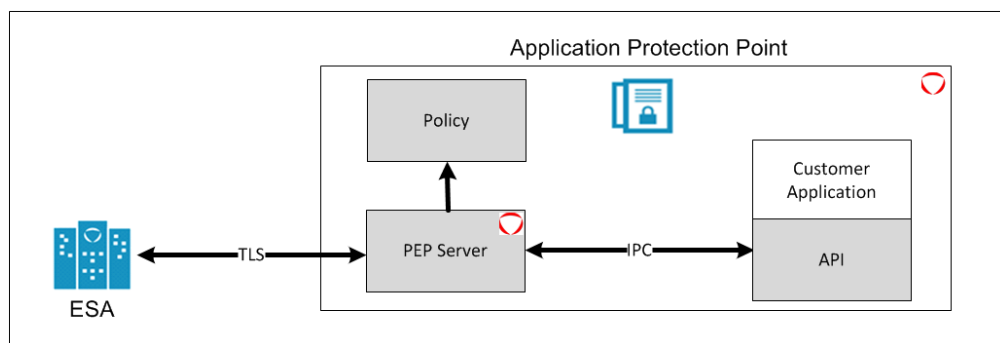 Application Protection Point
Policy
Customer
Application
PEP Server
TLS
IPC
API
ESA